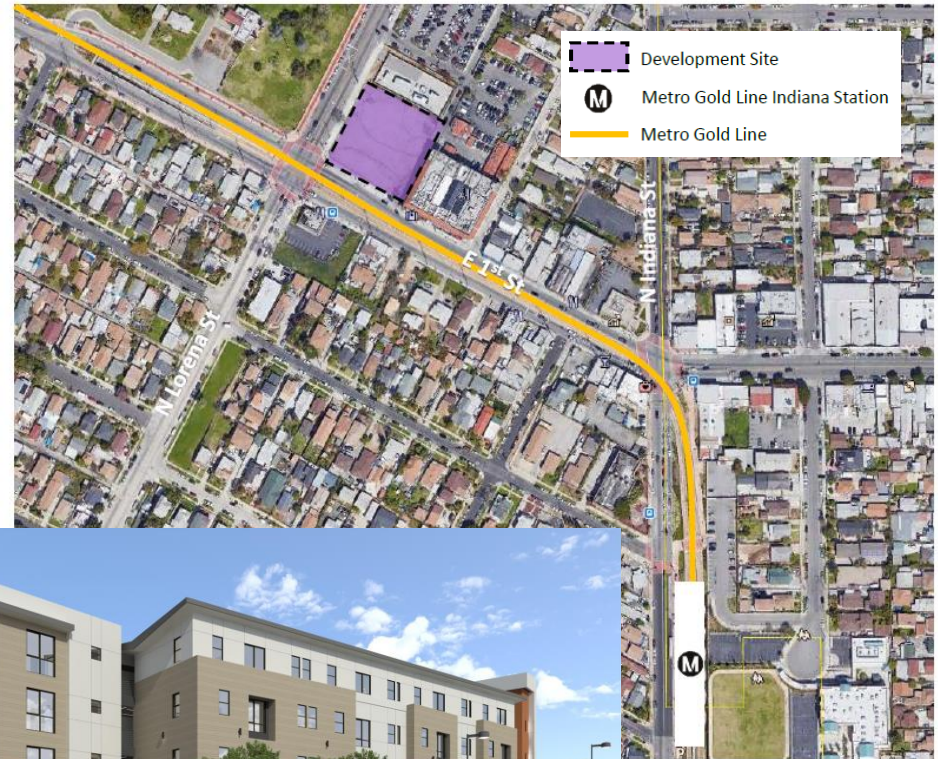 Development Site
M Metro Gold Line Indiana Station
Metro Gold Line
N Indiana St
E 1st St
N Lorena St
M
P